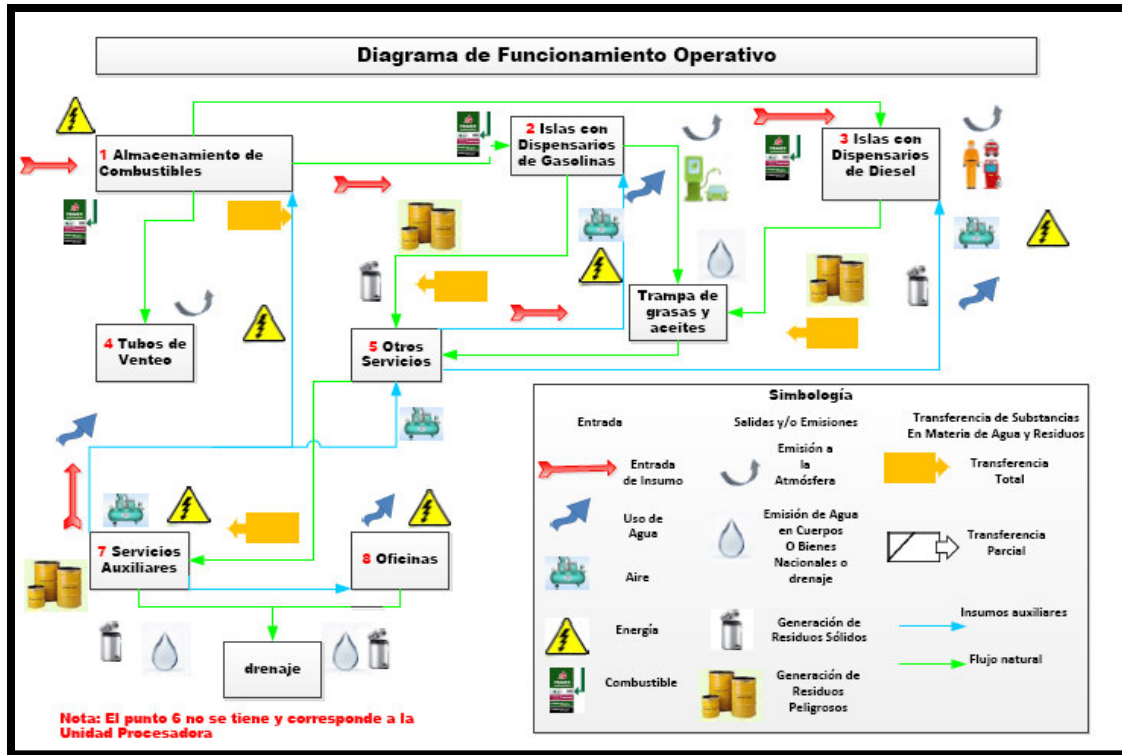 Diagrama de Funcionamiento Operativo
1 Almacenamiento de
Combustibles
2 Islas con
Dispensarios
de Gasolinas
3 Islas con
Dispensarios
de Diesel
4 Tubos de
Venteo
5 Otros
Servicios
Trampa de
grasas y
aceites
7 Servicios
Auxiliares
8 Oficinas
drenaje
Nota: El punto 6 no se tiene y corresponde a la
Unidad Procesadora
Simbología
Entrada
Salidas y/o Emisiones
Transferencia de Substancias
En Materia de Agua y Residuos
Entrada
de Insumo
Emisión a
la
Atmósfera
Transferencia
Total
Uso de
Agua
Emisión de Agua
en Cuerpos
O Bienes
Nacionales o
drenaje
Transferencia
Parcial
Aire
Energía
Generación de
Residuos Sólidos
Insumos auxiliares
Flujo natural
Combustible
Generación de
Residuos
Peligrosos